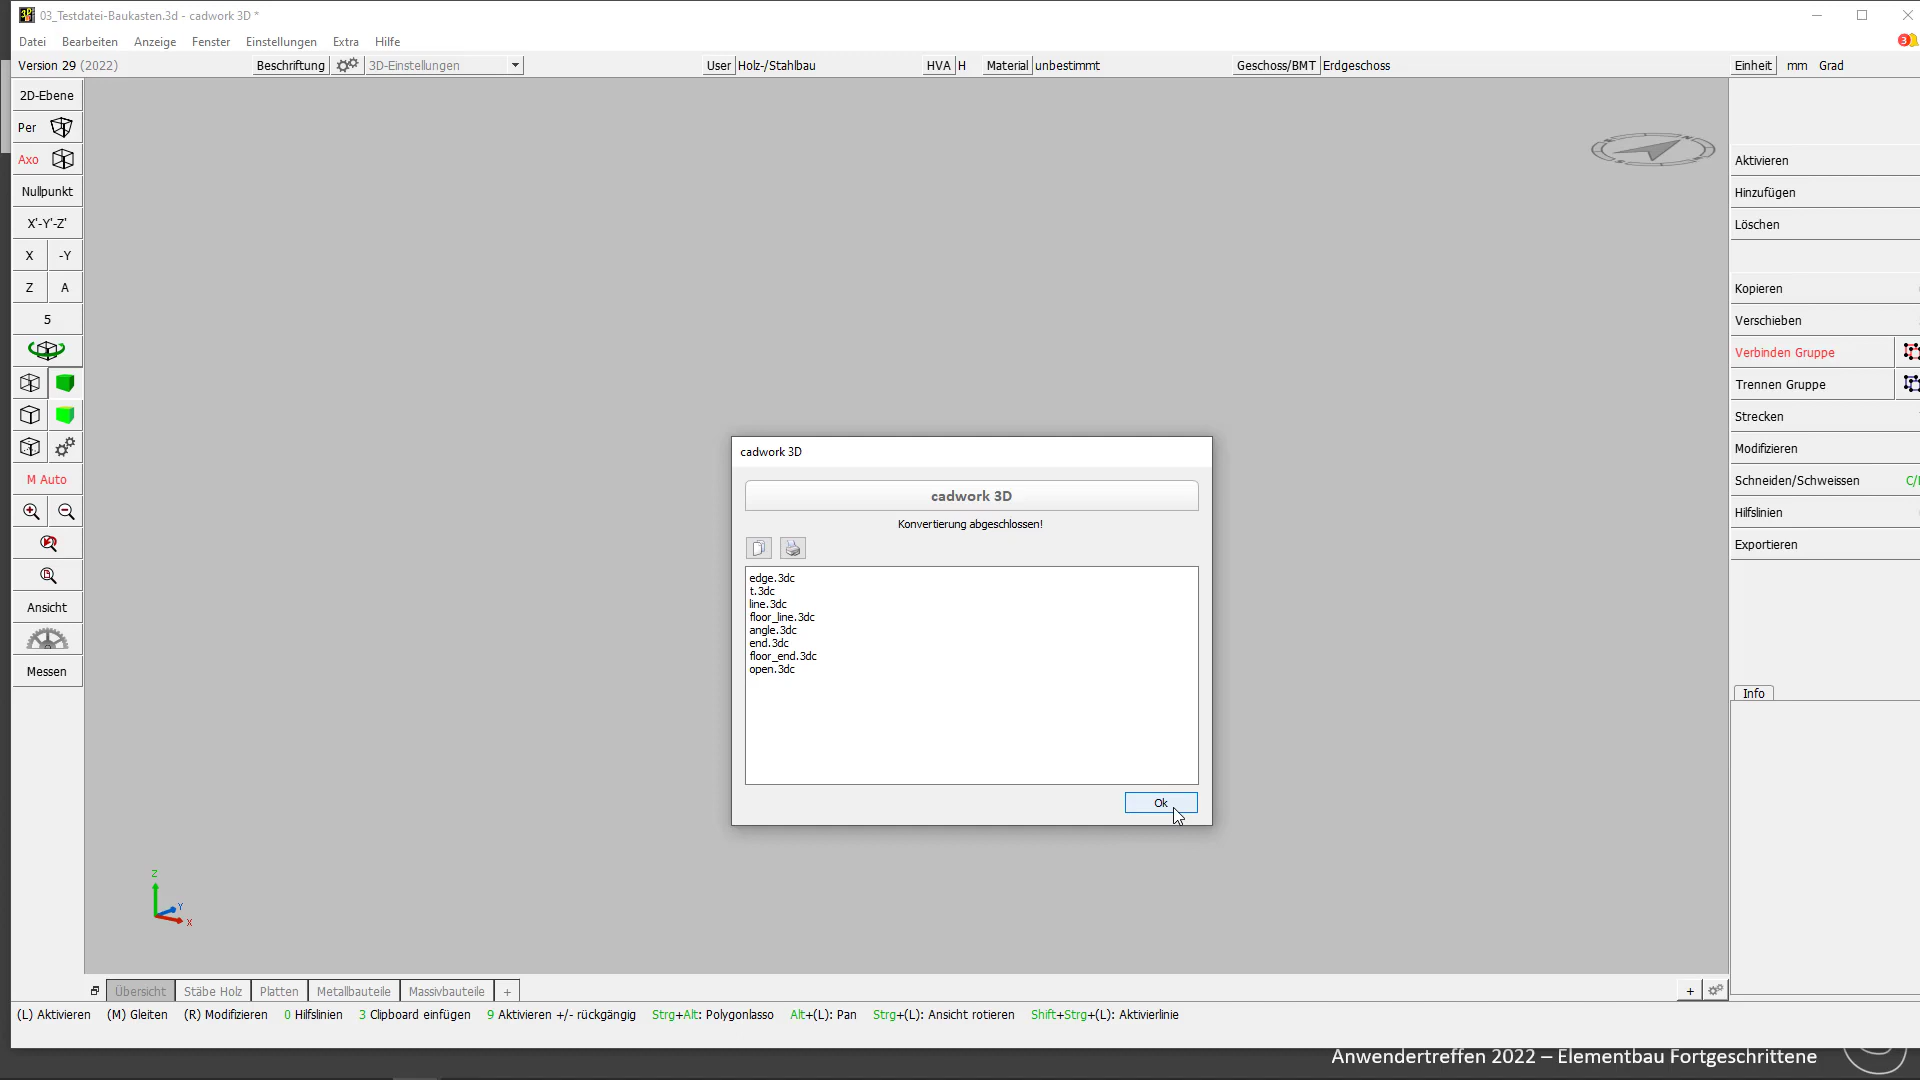 03_Testdatei-Baukasten.3d - cadwork 3D *
Datei Bearbeiten Anzeige Fenster Einstellungen Extra Hilfe
3
Version 29 (2022) Beschriftung 3D-Einstellungen User Holz-/Stahlbau HVA H Material unbestimmt Geschoss/BMT Erdgeschoss Einheit mm Grad
2D-Ebene
Per
Axo
Nullpunkt
X'-Y'-Z'
X -Y
Z A
5
M Auto
Ansicht
Messen
Aktivieren
Hinzufügen
Löschen
Kopieren
Verschieben
Verbinden Gruppe
Trennen Gruppe
Strecken
Modifizieren
Schneiden/Schweissen
Hilfslinien
Exportieren
Info
cadwork 3D
cadwork 3D
Konvertierung abgeschlossen!
edge.3dc
t.3dc
line.3dc
floor_line.3dc
angle.3dc
end.3dc
floor_end.3dc
open.3dc
Ok
Z
Y
X
Übersicht Stäbe Holz Platten Metallbauteile Massivbauteile + +
(L) Aktivieren (M) Gleiten (R) Modifizieren 0 Hilfslinien 3 Clipboard einfügen 9 Aktivieren +/- rückgängig Strg+Alt: Polygonlasso Alt+(L): Pan Strg+(L): Ansicht rotieren Shift+Strg+(L): Aktivierlinie
Anwendertreffen 2022 – Elementbau Fortgeschrittene